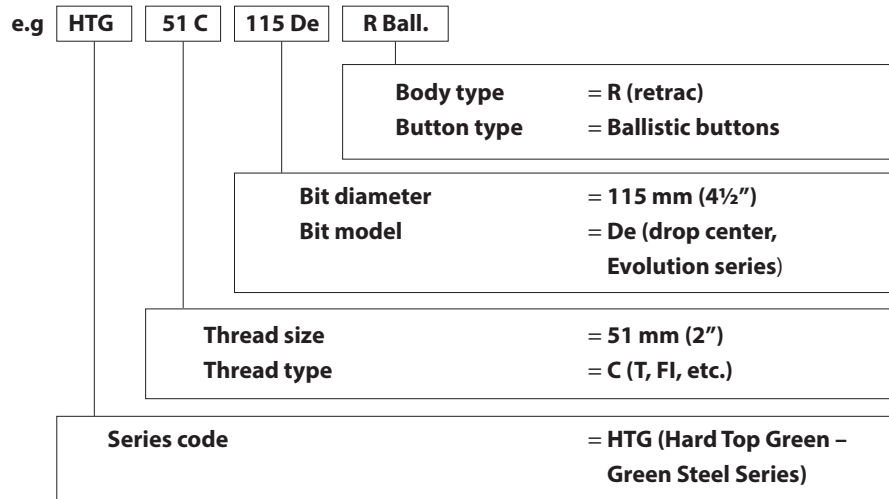 e.g HTG 51 C 115 De R Ball.
Body type = R (retrac)
Button type = Ballistic buttons
Bit diameter = 115 mm (4½”)
Bit model = De (drop center,
Evolution series)
Thread size = 51 mm (2”)
Thread type = C (T, FI, etc.)
Series code = HTG (Hard Top Green –
Green Steel Series)